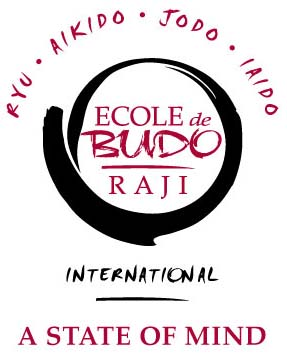 RYU • AIKIDO • JODO • IAIDO
ECOLE de
BUDO
RAJI
INTERNATIONAL
A STATE OF MIND